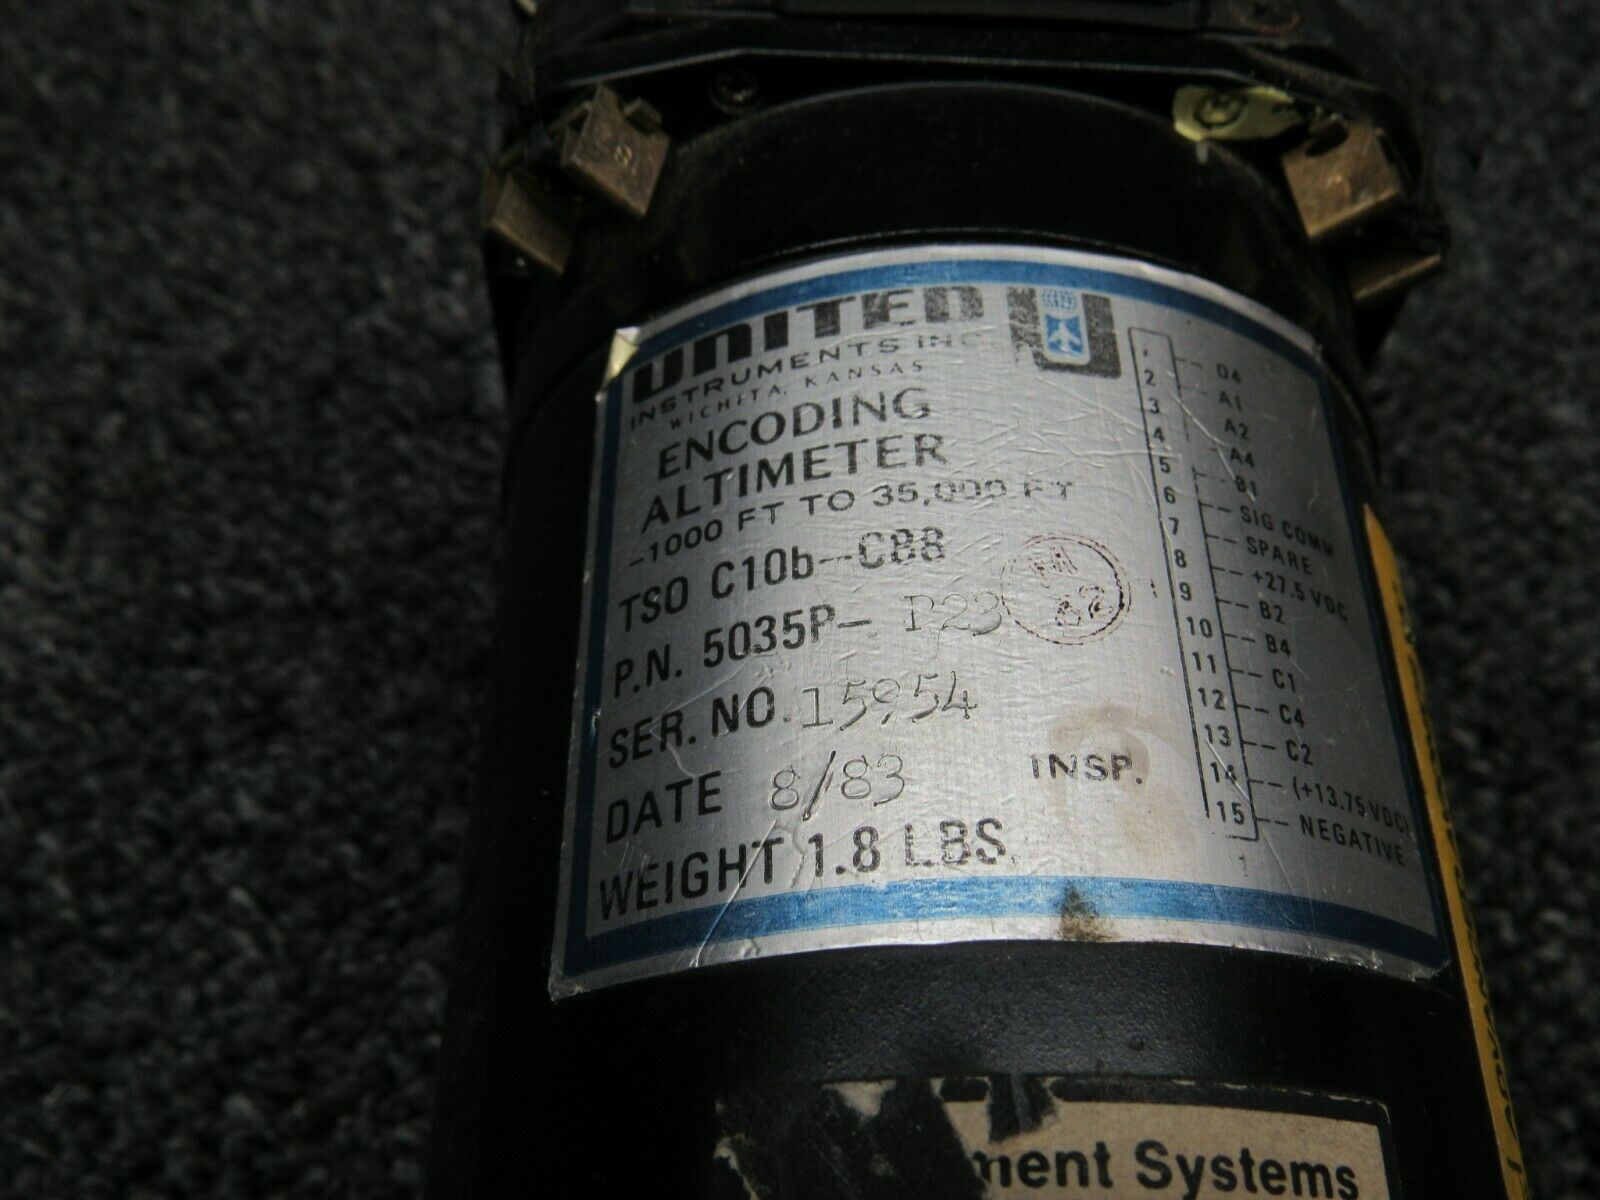 UNITED
INSTRUMENTS INC
WICHITA, KANSAS
ENCODING
ALTIMETER
-1000 FT TO 35,000 FT
TSO C10b-C88
P.N. 5035P- P23
SER. NO. 15954
DATE 8/83
INSP.
WEIGHT 1.8 LBS.
1 D4
2 A1
3 A2
4 A4
5 B1
6 SIG COMM
7 SPARE
8 +27.5 VDC
9 B2
10 B4
11 C1
12 C4
13 C2
14 (+13.75 VDC)
15 NEGATIVE
1
ment Systems